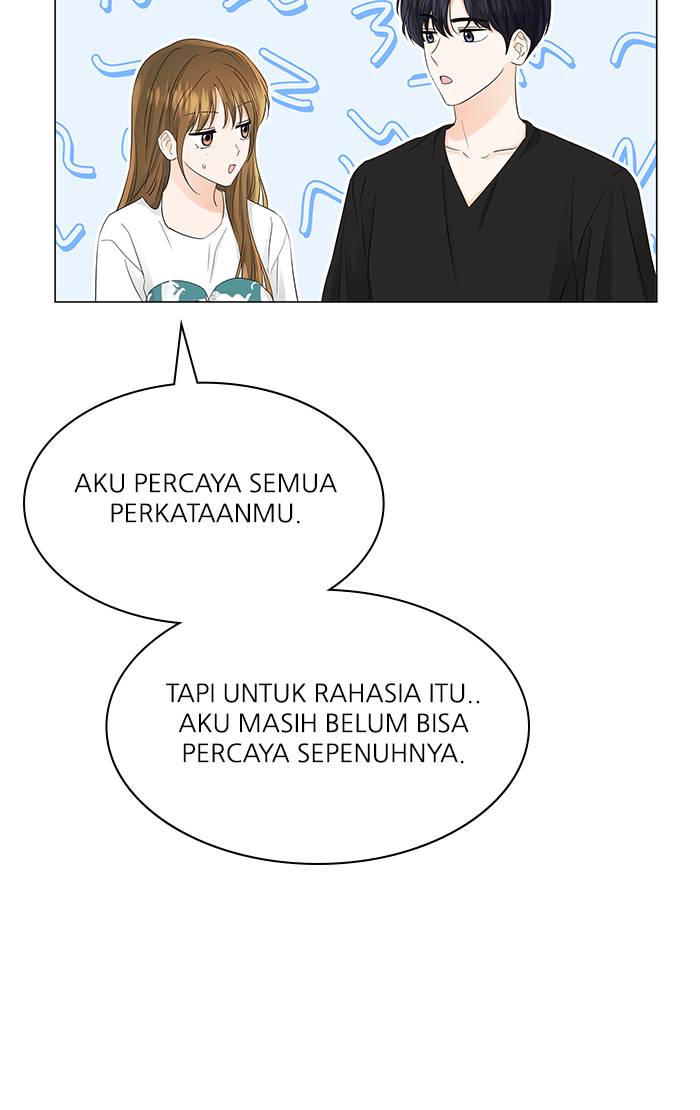 AKU PERCAYA SEMUA
PERKATAANMU.
TAPI UNTUK RAHASIA ITU..
AKU MASIH BELUM BISA
PERCAYA SEPENUHNYA.